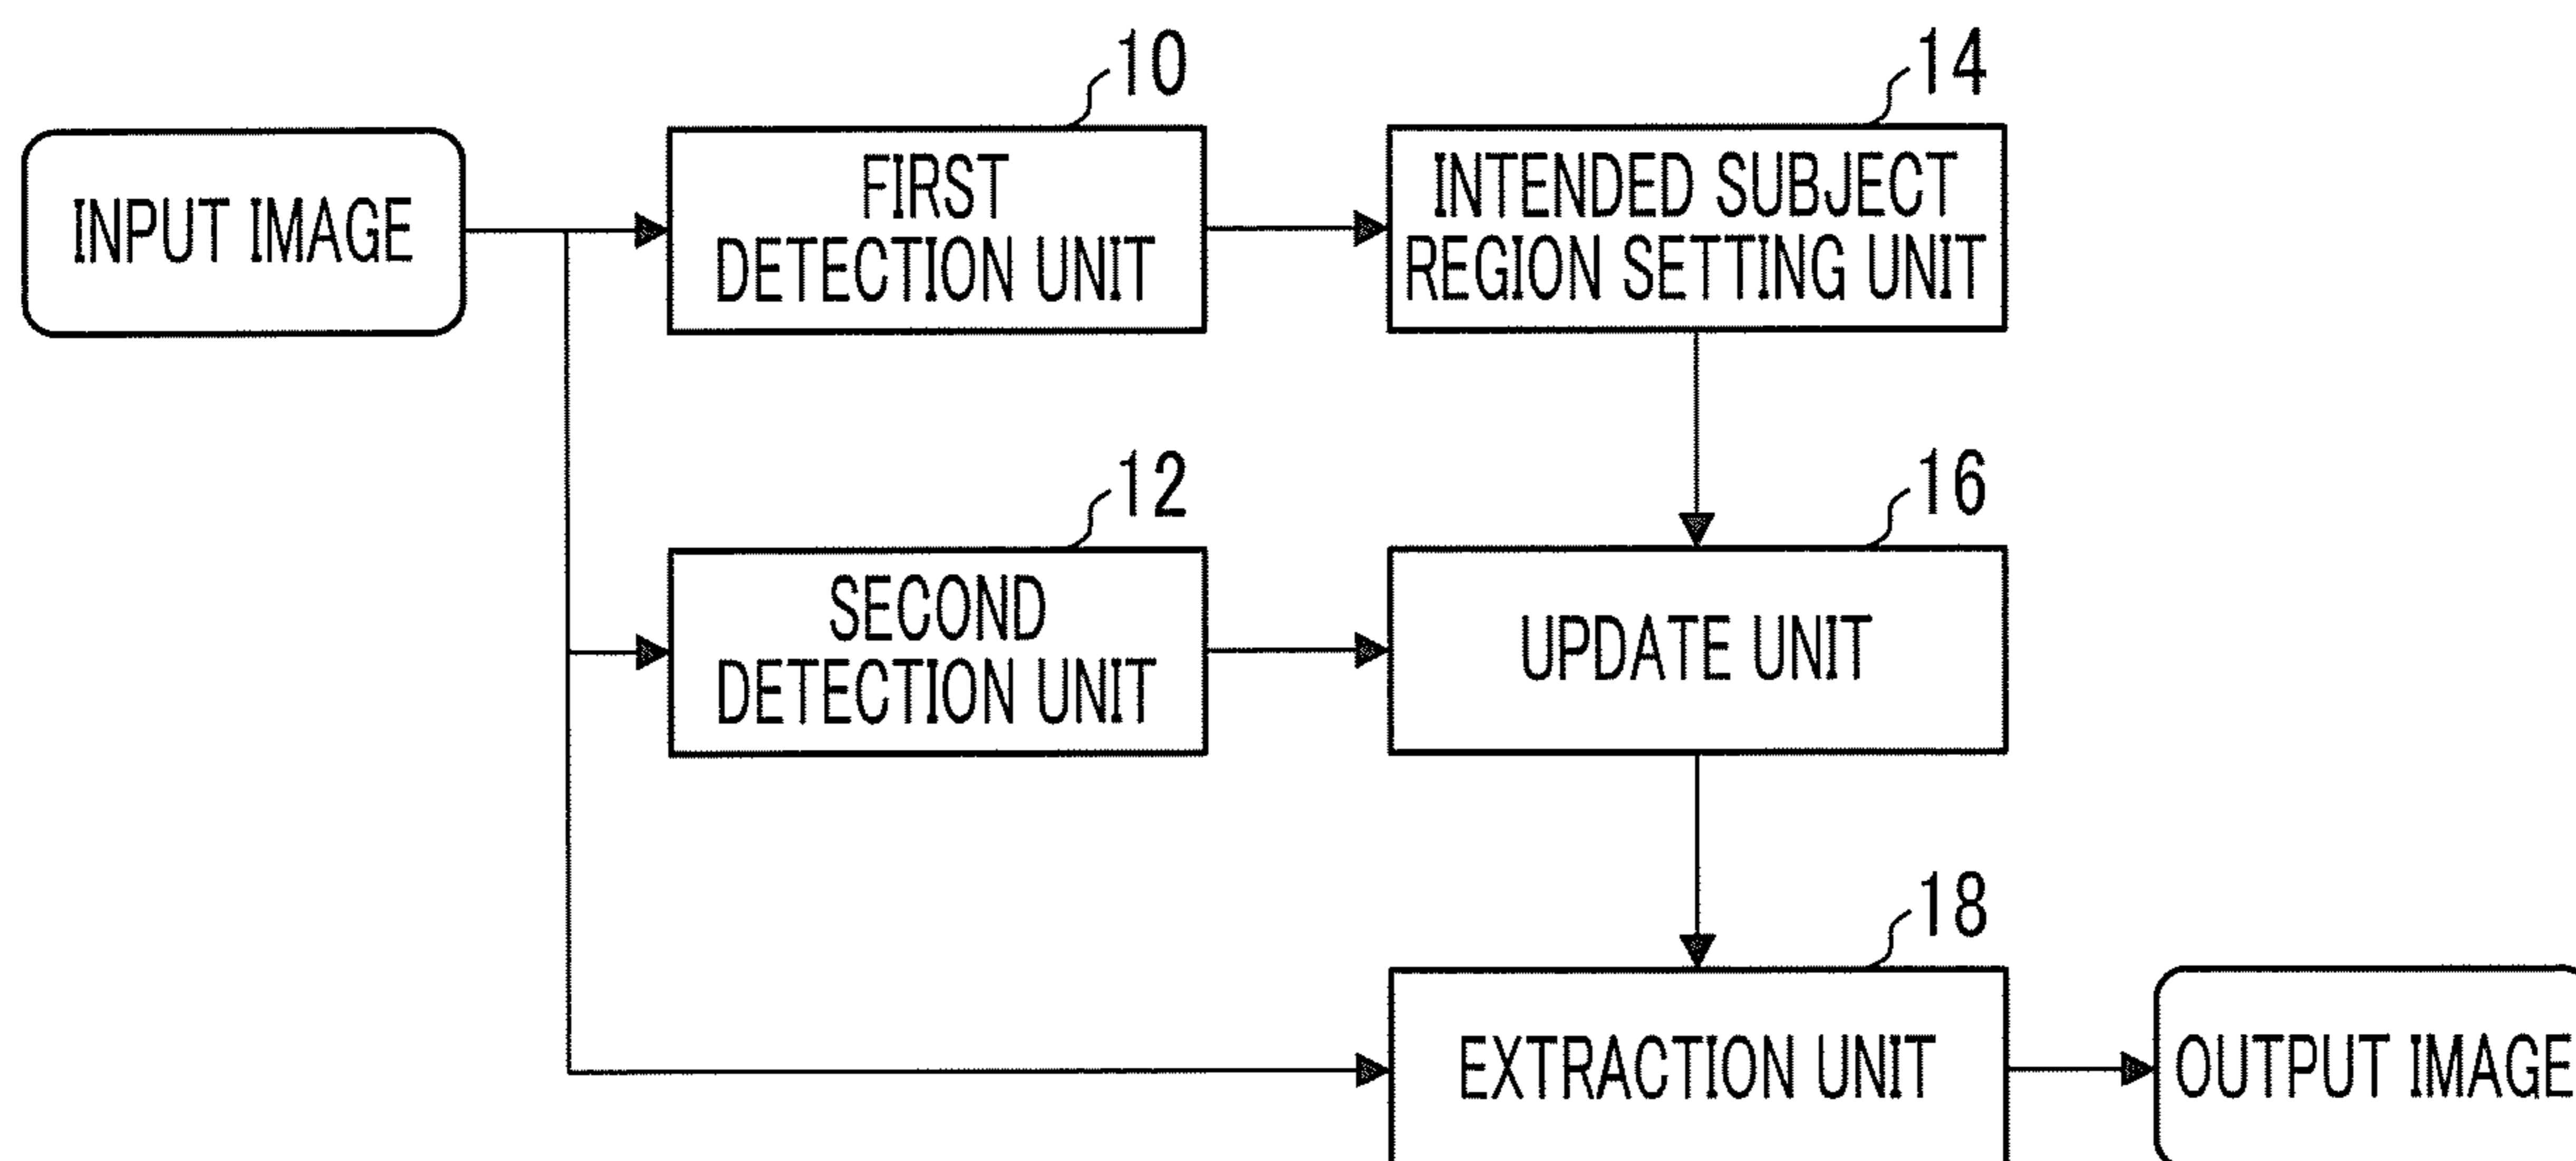 10
14
INPUT IMAGE
FIRST
DETECTION UNIT
INTENDED SUBJECT
REGION SETTING UNIT
12
16
SECOND
DETECTION UNIT
UPDATE UNIT
18
EXTRACTION UNIT
OUTPUT IMAGE